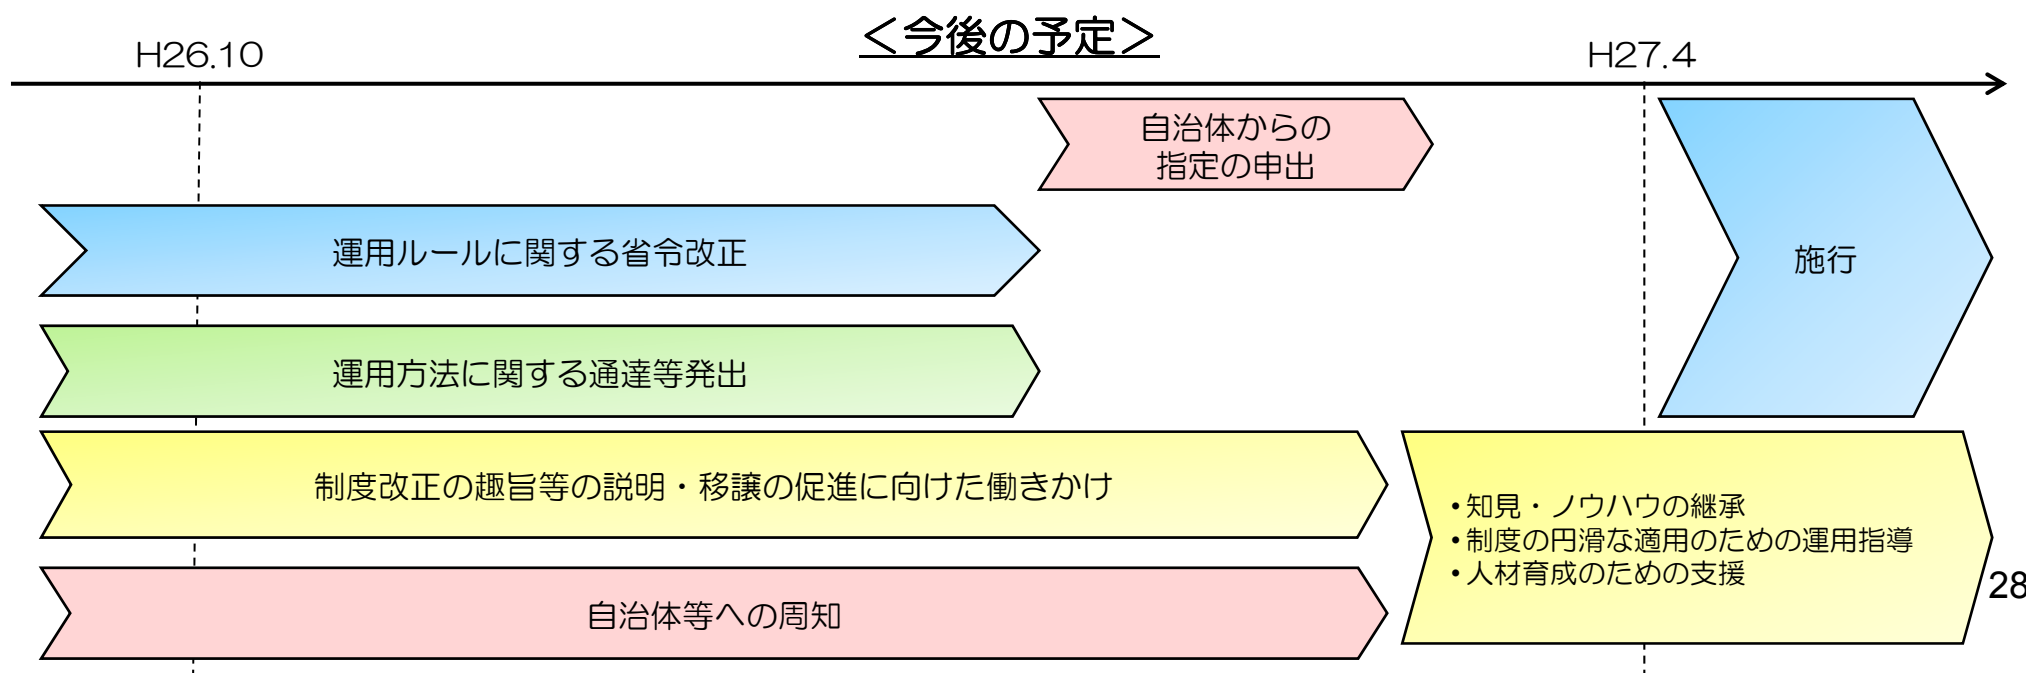 ＜今後の予定＞
H26.10
H27.4
自治体からの
指定の申出
運用ルールに関する省令改正
施行
運用方法に関する通達等発出
制度改正の趣旨等の説明・移譲の促進に向けた働きかけ
•知見・ノウハウの継承
•制度の円滑な適用のための運用指導
•人材育成のための支援
自治体等への周知
28